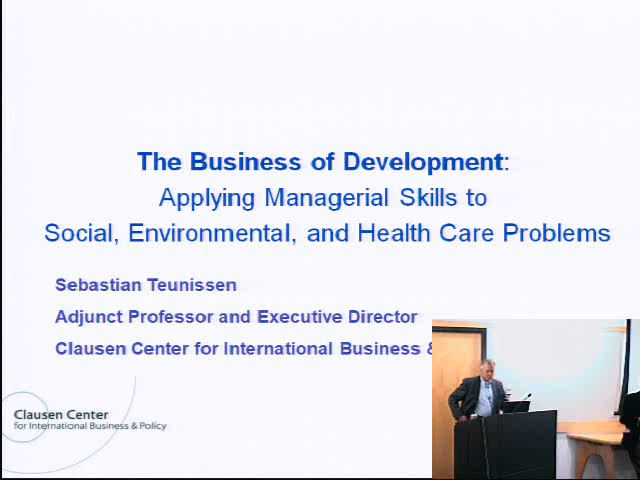 The Business of Development:
Applying Managerial Skills to
Social, Environmental, and Health Care Problems
Sebastian Teunissen
Adjunct Professor and Executive Director
Clausen Center for International Business &
Clausen Center
for International Business & Policy